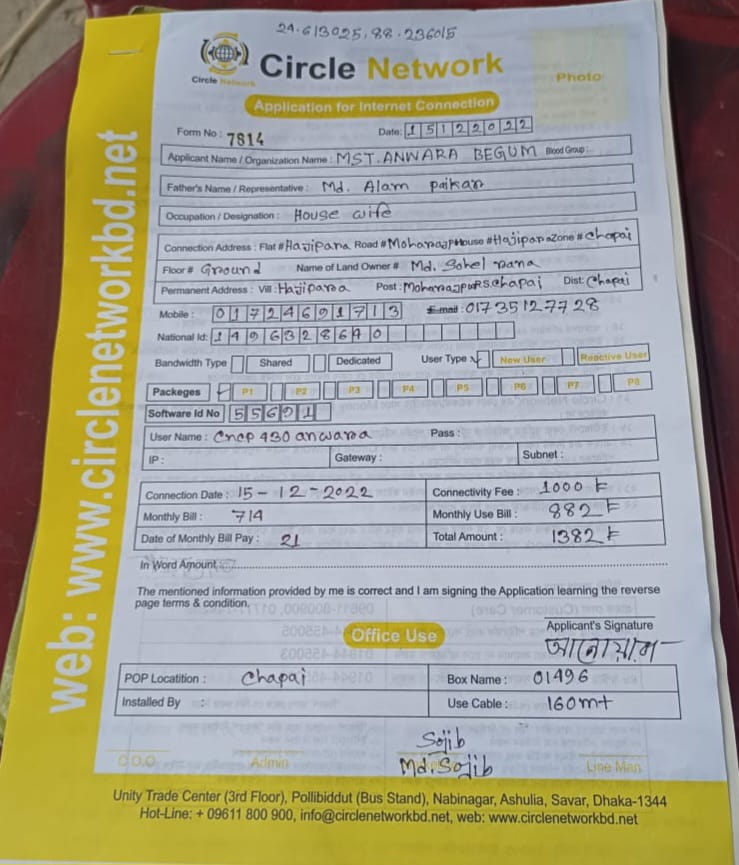 24.613025, 88.236015
Circle Network
Circle Network
Photo
Application for Internet Connection
Form No : 7814 Date: 15122022
Applicant Name / Organization Name : MST. ANWARA BEGUM Blood Group :
Father's Name / Representative : Md. Alam paikar
Occupation / Designation : House wife
Connection Address : Flat # Hajipara Road # Mohonajp House # Hajipara Zone # Chapai
Floor # Ground Name of Land Owner # Md. Sohel rana
Permanent Address : Vill : Hajipara Post : P.S. Chapai Dist : Chapai
Mobile : 01724691713 E-mail : 01735127728
National Id: 1496328640
Bandwidth Type Shared Dedicated User Type New User Reactive User
Packeges P1 P2 P3 P4 P5 P6 P7 P8
Software Id No 55691
User Name : anwara Pass :
IP : Gateway : Subnet :
Connection Date : 15-12-2022 Connectivity Fee : 1000 ৳
Monthly Bill : 714 Monthly Use Bill : 882 ৳
Date of Monthly Bill Pay : 21 Total Amount : 1382 ৳
In Word Amount :
The mentioned information provided by me is correct and I am signing the Application learning the reverse
page terms & condition.
Applicant's Signature
আনোয়ারা
Office Use
POP Locatition : Chapai Box Name : 01496
Installed By : Use Cable : 160mt
Sojib
Md. Sojib
O.O.O Admin Line Man
Unity Trade Center (3rd Floor), Pollibiddut (Bus Stand), Nabinagar, Ashulia, Savar, Dhaka-1344
Hot-Line: + 09611 800 900, info@circlenetworkbd.net, web: www.circlenetworkbd.net
web: www.circlenetworkbd.net